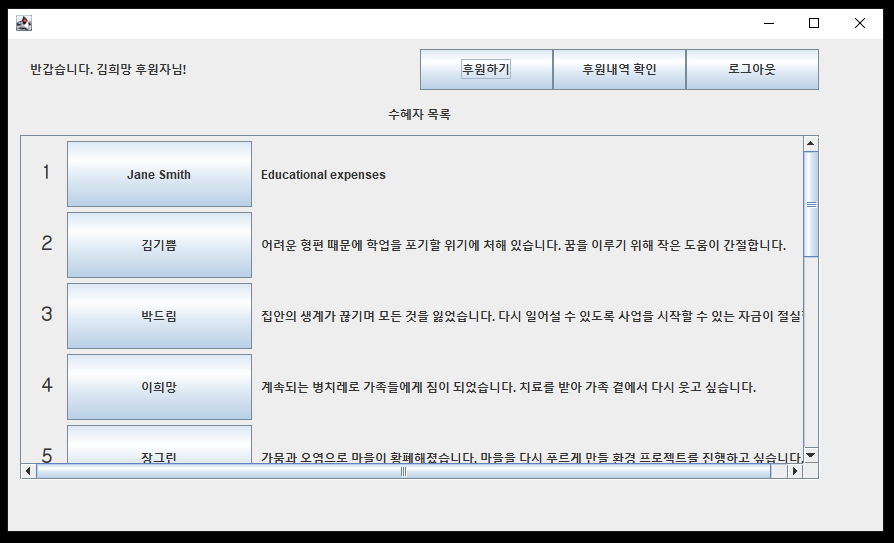 반갑습니다. 김희망 후원자님!
후원하기 후원내역 확인 로그아웃
수혜자 목록
1 Jane Smith Educational expenses
2 김기쁨 어려운 형편 때문에 학업을 포기할 위기에 처해 있습니다. 꿈을 이루기 위해 작은 도움이 간절합니다.
3 박드림 집안의 생계가 끊기며 모든 것을 잃었습니다. 다시 일어설 수 있도록 사업을 시작할 수 있는 자금이 절실
4 이희망 계속되는 병치레로 가족들에게 짐이 되었습니다. 치료를 받아 가족 곁에서 다시 웃고 싶습니다.
5 장그린 가뭄과 오염으로 마을이 황폐해졌습니다. 마을을 다시 푸르게 만들 환경 프로젝트를 진행하고 싶습니다.